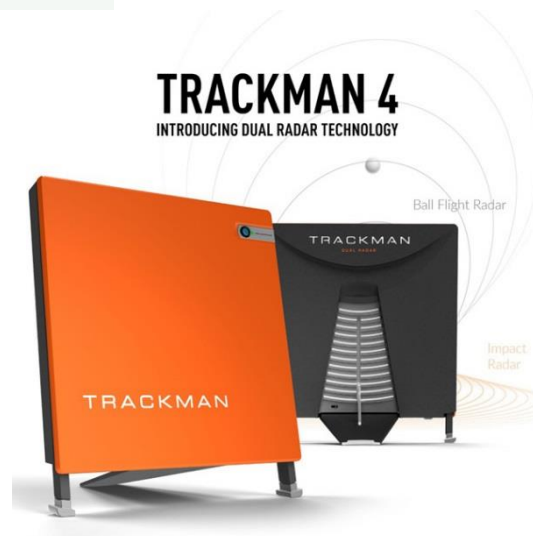 TRACKMAN 4
INTRODUCING DUAL RADAR TECHNOLOGY
Ball Flight Radar
TRACKMAN
DUAL RADAR
Impact
Radar
TRACKMAN